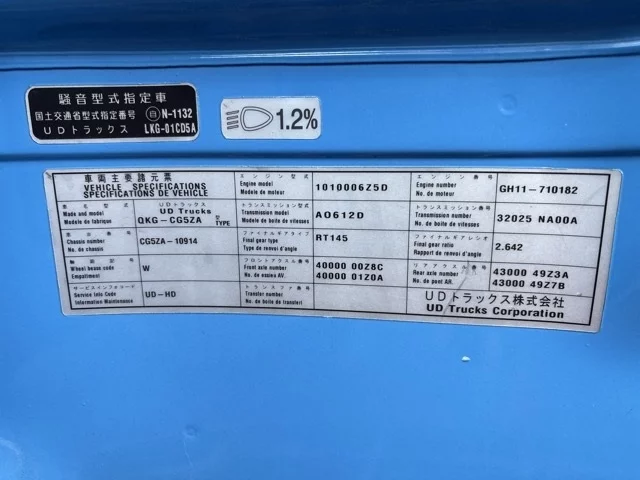 騒音型式指定車
国土交通省型式指定番号 自N-1132
UDトラックス LKG-01CD5A
1.2%
車両主要諸元票
VEHICLE SPECIFICATIONS
SPECIFICATIONS DE VEHICLE
車名
UDトラックス
Made and model
UD Trucks
Modele de fabrique
QKG-CG5ZA 型 TYPE
車台番号
Chassis number
CG5ZA-10914
No. de chassis
軸距記号
Wheel bease code
W
Empattement
サービスインフオコード
Service Info Code
UD-HD
Information Maintenance
エンジン型式
Engine model
1010006Z5D
Modele de moteur
トランスミッション型式
Transmission model
A0612D
Modele de boite de vitesses
ファイナルギアタイプ
Final gear type
RT145
Type de renvoi d'angle
フロントアクスル番号
Front axle number
40000 00Z8C
No. de essieu AV.
40000 01Z0A
トランスファ番号
Transfer number
No. de boite de transfert
エンジン番号
Engine number
GH11-710182
No. de moteur
トランスミッション番号
Transmission number
32025 NA00A
No. de boite de vitesses
ファイナルギアレシオ
Final gear ratio
2.642
Rapport de renvoi d'angle
リアアクスル番号
Rear axle number
43000 49Z3A
No. de pont AR.
43000 49Z7B
UDトラックス株式会社
UD Trucks Corporation